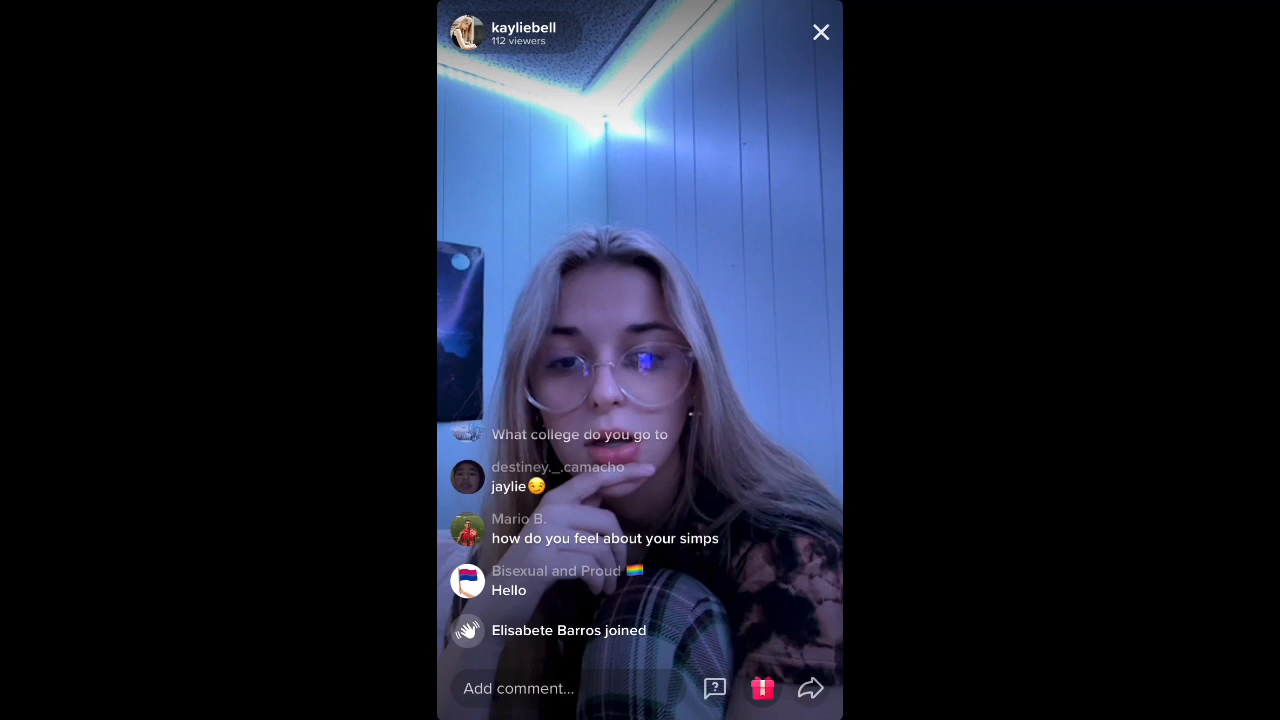 kayliebell
112 viewers
What college do you go to
destiney._.camacho
jaylie😏
Mario B.
how do you feel about your simps
Bisexual and Proud 🏳️‍🌈
Hello
Elisabete Barros joined
Add comment...
?